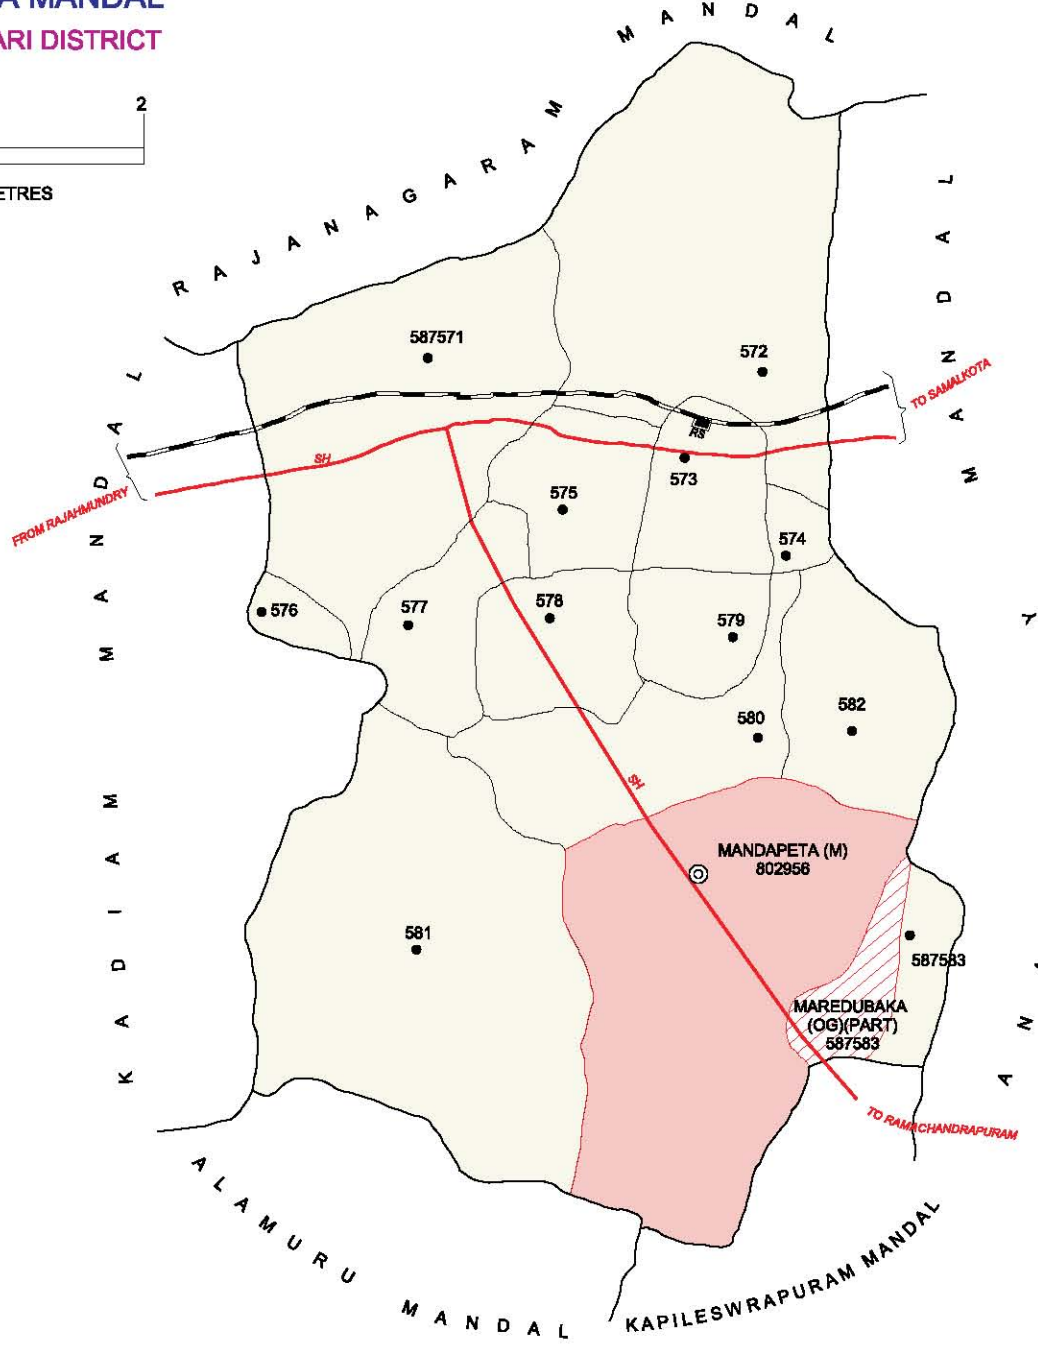 A MANDAL
ARI DISTRICT
2
ETRES
RAJANAGARAM MANDAL
MANDAL
KADIAM MANDAL
587571
572
TO SAMALKOTA
RS
SH
FROM RAJAHMUNDRY
573
575
574
576
577
578
579
580
582
SH
MANDAPETA (M)
802956
581
587583
MAREDUBAKA
(OG)(PART)
587583
TO RAMACHANDRAPURAM
ALAMURU MANDAL
KAPILESWRAPURAM MANDAL